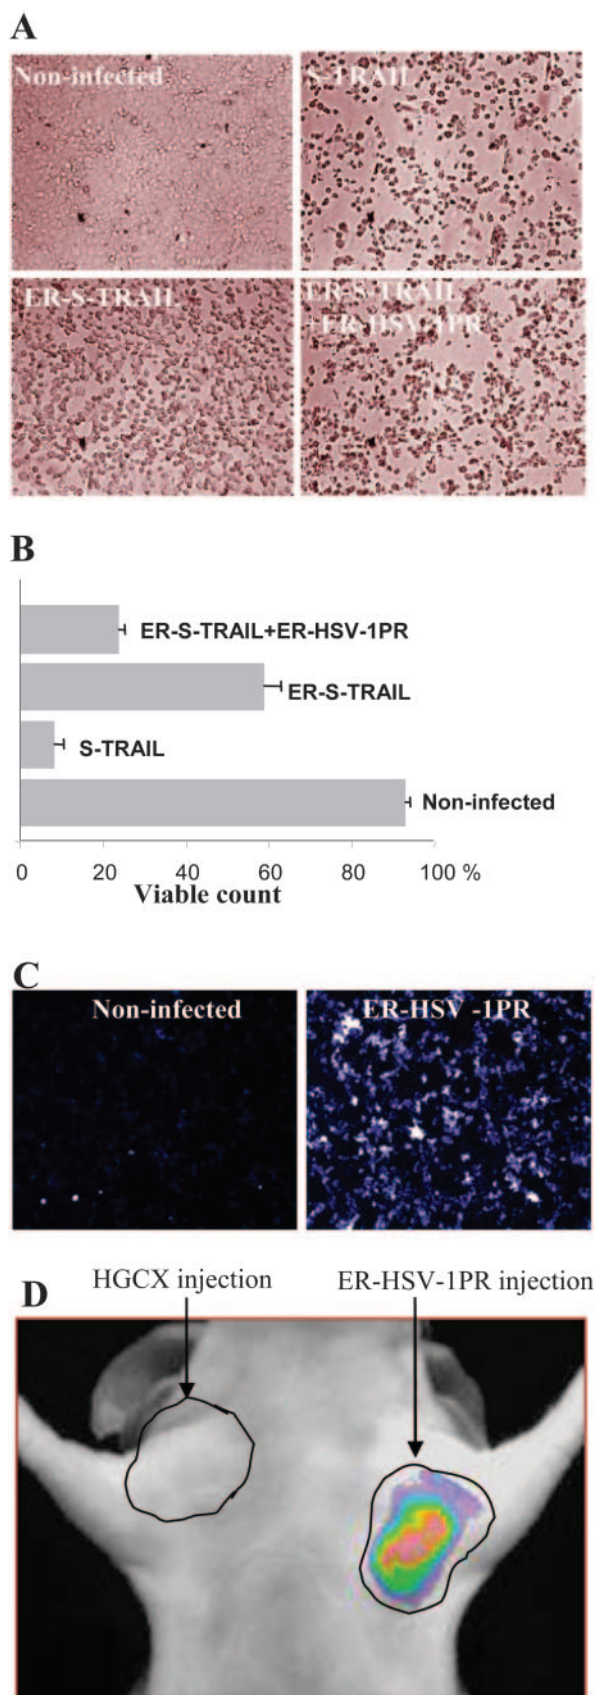 A
Non-infected
S-TRAIL
ER-S-TRAIL
ER-S-TRAIL
+ER-HSV-1PR
B
ER-S-TRAIL+ER-HSV-1PR
ER-S-TRAIL
S-TRAIL
Non-infected
0 20 40 60 80 100 %
Viable count
C
Non-infected
ER-HSV -1PR
HGCX injection
ER-HSV-1PR injection
D